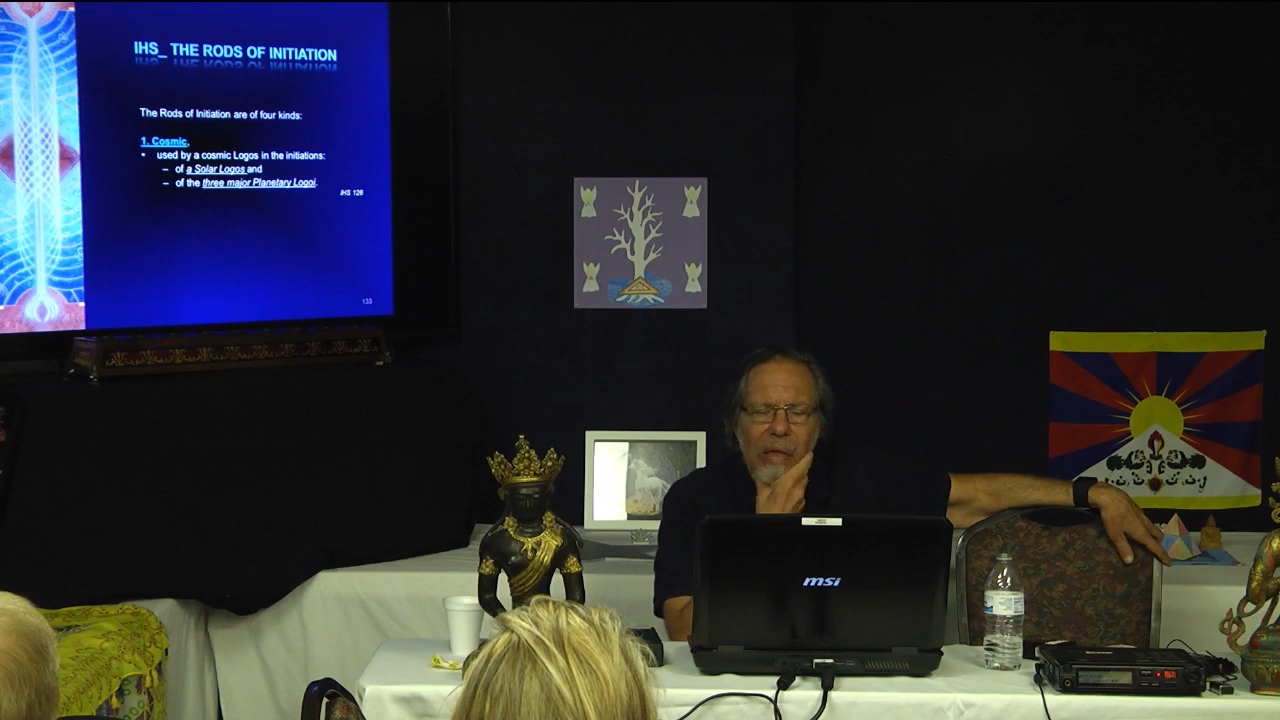 IHS_ THE RODS OF INITIATION
The Rods of Initiation are of four kinds:
1. Cosmic,
• used by a cosmic Logos in the initiations:
– of a Solar Logos and
– of the three major Planetary Logoi.
IHS 126
133
msi